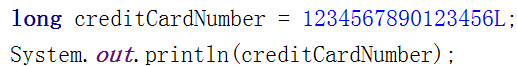 long creditCardNumber = 1234567890123456L;
System.out.println(creditCardNumber);